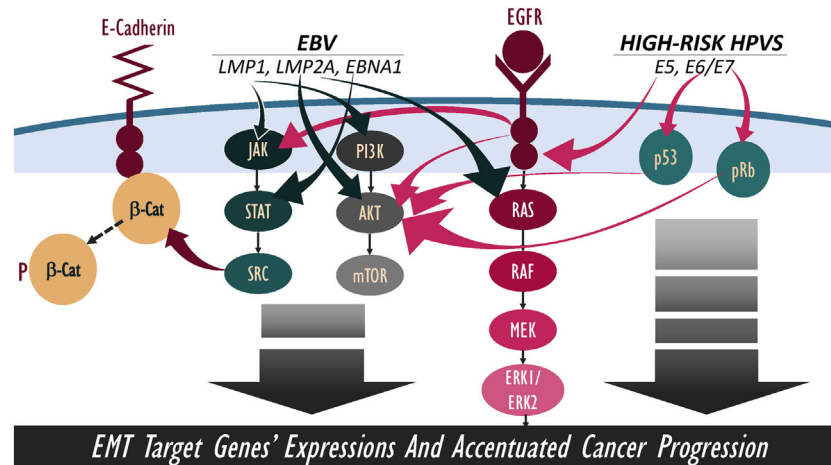 E-Cadherin
EBV
LMP1, LMP2A, EBNA1
EGFR
HIGH-RISK HPVS
E5, E6/E7
JAK
PI3K
p53
pRb
β-Cat
STAT
AKT
RAS
P
β-Cat
SRC
mTOR
RAF
MEK
ERK1/
ERK2
EMT Target Genes' Expressions And Accentuated Cancer Progression